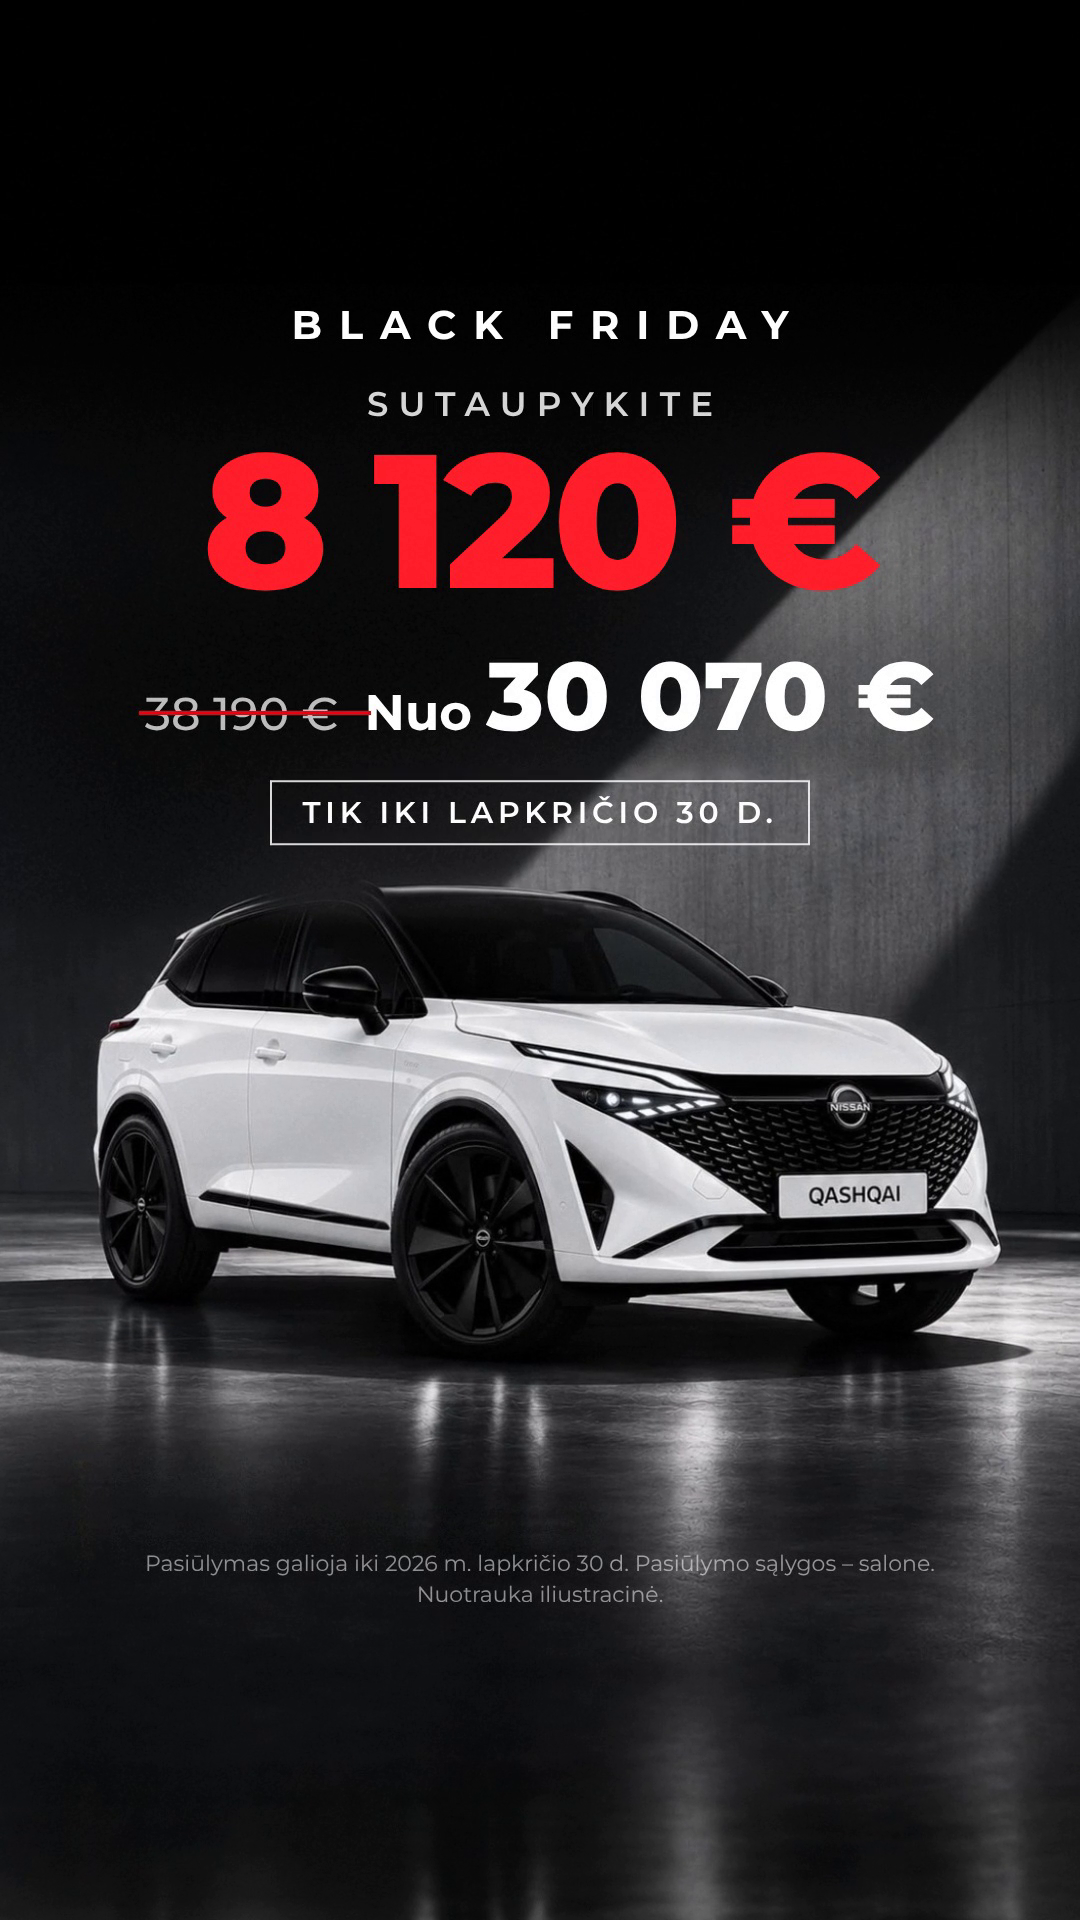 BLACK FRIDAY
SUTAUPYKITE
8 120 €
38 190 € Nuo 30 070 €
TIK IKI LAPKRIČIO 30 D.
NISSAN
QASHQAI
Pasiūlymas galioja iki 2026 m. lapkričio 30 d. Pasiūlymo sąlygos – salone.
Nuotrauka iliustracinė.